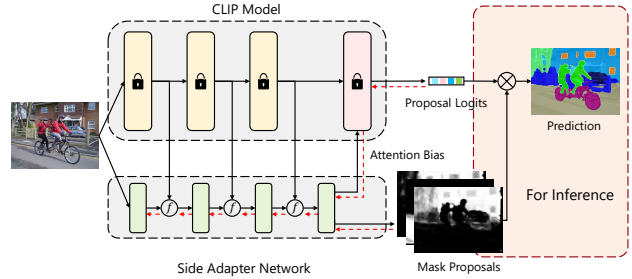 CLIP Model
f
f
f
Proposal Logits
Prediction
Attention Bias
For Inference
Side Adapter Network
Mask Proposals